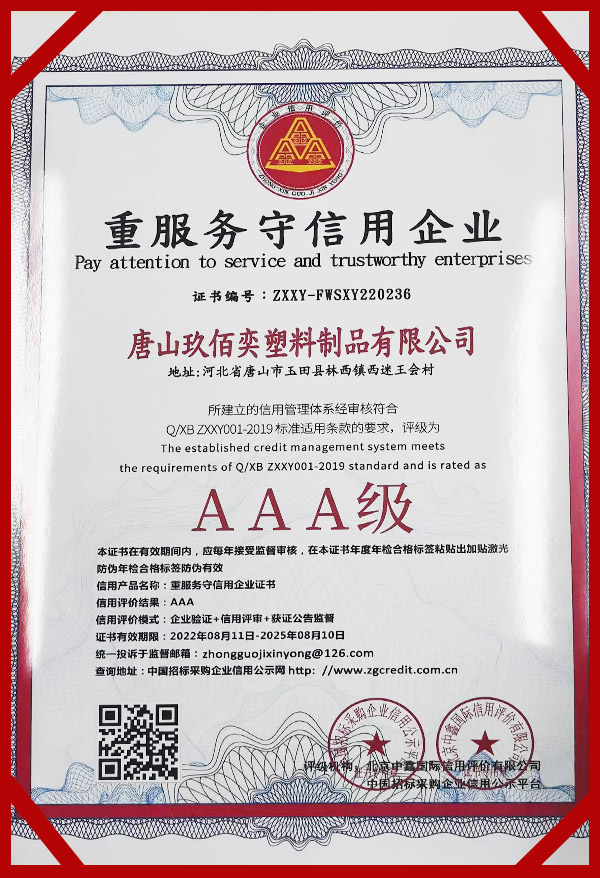 企业信用评价
ZHONG XIN GUO JI XIN YONG
重服务守信用企业
Pay attention to service and trustworthy enterprises
证书编号：ZXXY-FWSXY220236
唐山玖佰奕塑料制品有限公司
地址:河北省唐山市玉田县林西镇西迷王会村
所建立的信用管理体系经审核符合
Q/XB ZXXY001-2019 标准适用条款的要求，评级为
The established credit management system meets
the requirements of Q/XB ZXXY001-2019 standard and is rated as
AAA级
本证书在有效期间内，应每年接受监督审核，在本证书年度年检合格标签粘贴出加贴激光
防伪年检合格标签防伪有效
信用产品名称：重服务守信用企业证书
信用评价结果：AAA
信用评价模式：企业验证+信用评审+获证公告监督
证书有效期限：2022年08月11日-2025年08月10日
统一投诉于监督邮箱：zhongguojixinyong@126.com
查询地址：中国招标采购企业信用公示网 http：//www.zgcredit.com.cn
评级机构：北京中鑫国际信用评价有限公司
中国招标采购企业信用公示平台